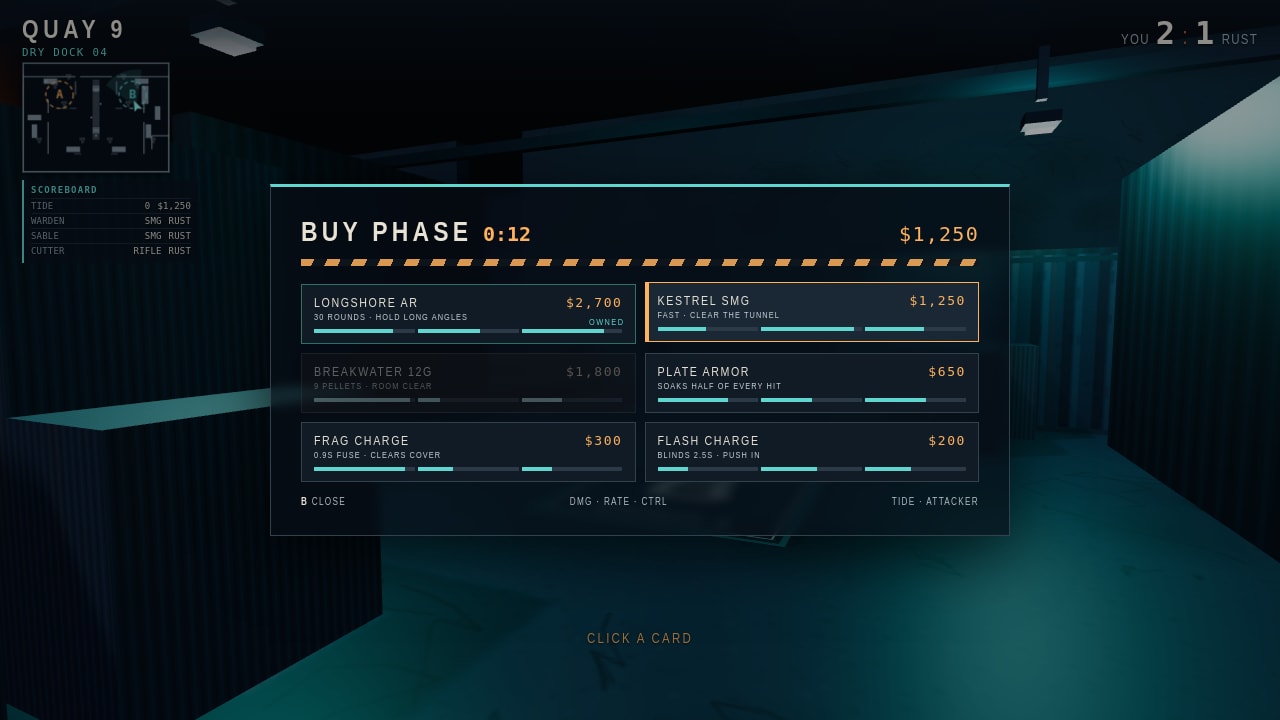 QUAY 9
DRY DOCK 04
A
B
YOU 2 : 1 RUST
SCOREBOARD
TIDE 0 $1,250
WARDEN SMG RUST
SABLE SMG RUST
CUTTER RIFLE RUST
BUY PHASE 0:12 $1,250
LONGSHORE AR $2,700
30 ROUNDS · HOLD LONG ANGLES
OWNED
KESTREL SMG $1,250
FAST · CLEAR THE TUNNEL
BREAKWATER 12G $1,800
9 PELLETS · ROOM CLEAR
PLATE ARMOR $650
SOAKS HALF OF EVERY HIT
FRAG CHARGE $300
0.9S FUSE · CLEARS COVER
FLASH CHARGE $200
BLINDS 2.5S · PUSH IN
B CLOSE
DMG · RATE · CTRL
TIDE · ATTACKER
CLICK A CARD